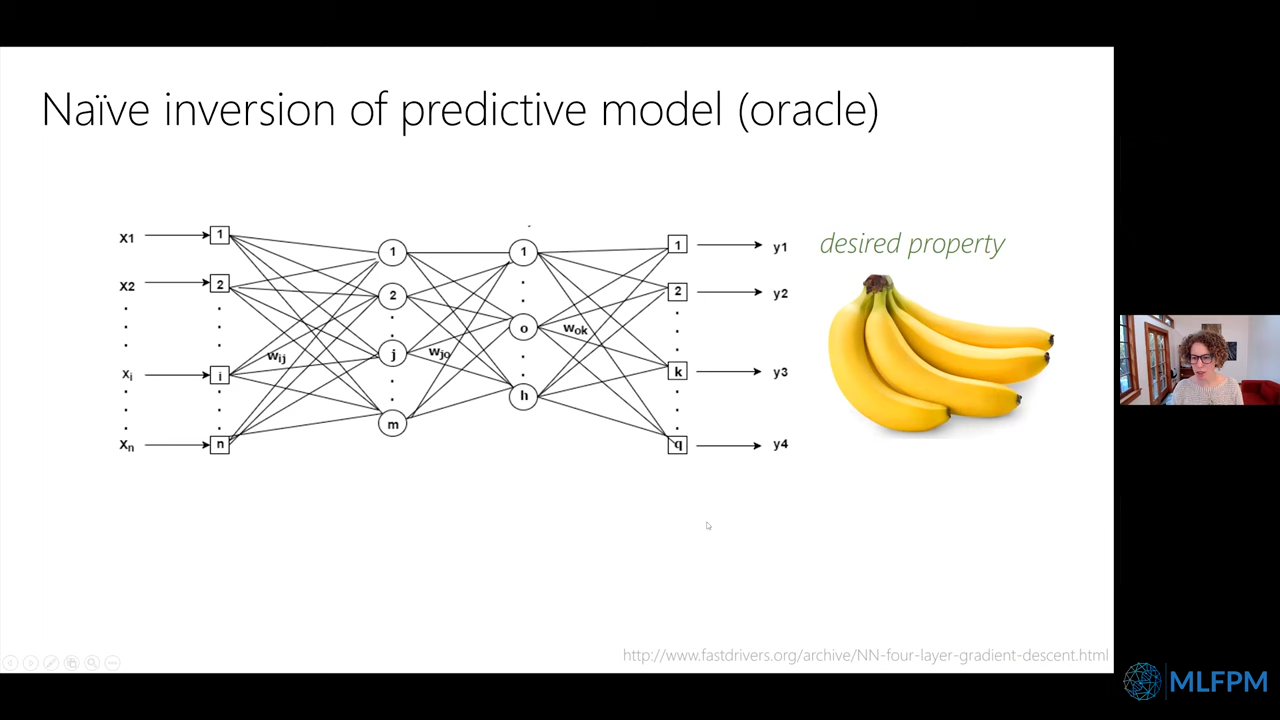 Naïve inversion of predictive model (oracle)
X1
1
1
1
1
y1
desired property
X2
2
2
2
y2
o
wok
wij
wjo
j
xi
i
k
y3
h
m
Xn
n
q
y4
http://www.fastdrivers.org/archive/NN-four-layer-gradient-descent.html
MLFPM